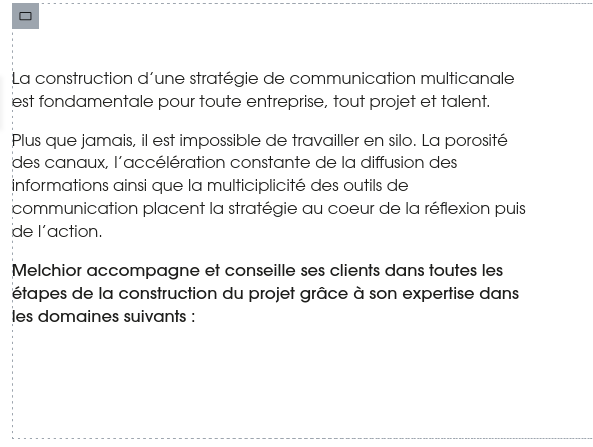 La construction d’une stratégie de communication multicanale
est fondamentale pour toute entreprise, tout projet et talent.
Plus que jamais, il est impossible de travailler en silo. La porosité
des canaux, l’accélération constante de la diffusion des
informations ainsi que la multiciplicité des outils de
communication placent la stratégie au coeur de la réflexion puis
de l’action.
Melchior accompagne et conseille ses clients dans toutes les
étapes de la construction du projet grâce à son expertise dans
les domaines suivants :